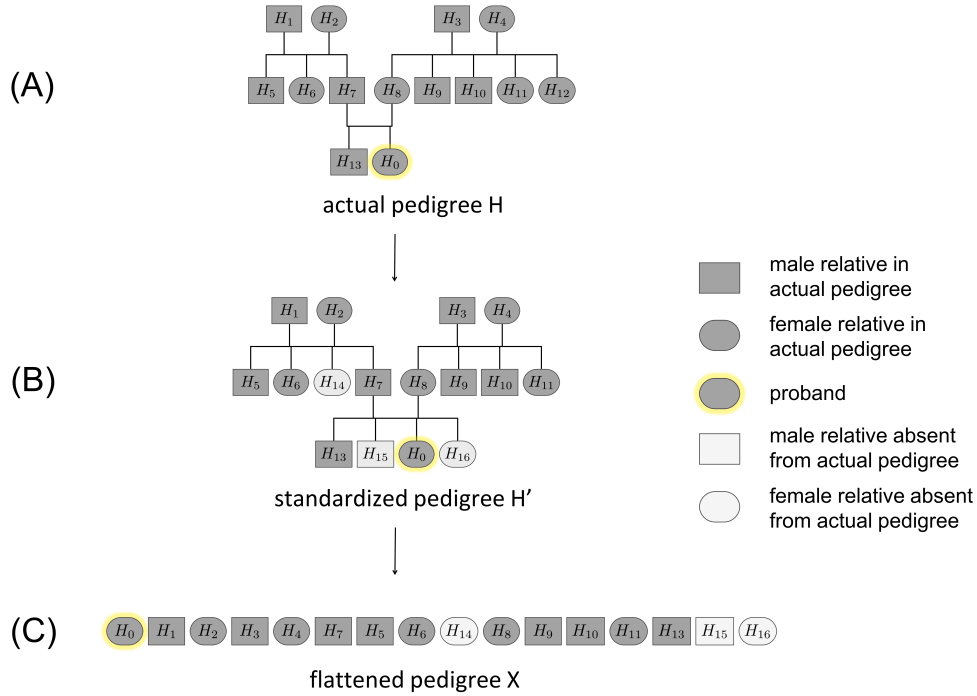 (A)
H₁ H₂ H₃ H₄
H₅ H₆ H₇ H₈ H₉ H₁₀ H₁₁ H₁₂
H₁₃ H₀
actual pedigree H
(B)
H₁ H₂ H₃ H₄
H₅ H₆ H₁₄ H₇ H₈ H₉ H₁₀ H₁₁
H₁₃ H₁₅ H₀ H₁₆
standardized pedigree H’
(C)
H₀ H₁ H₂ H₃ H₄ H₇ H₅ H₆ H₁₄ H₈ H₉ H₁₀ H₁₁ H₁₃ H₁₅ H₁₆
flattened pedigree X
male relative in
actual pedigree
female relative in
actual pedigree
proband
male relative absent
from actual pedigree
female relative absent
from actual pedigree